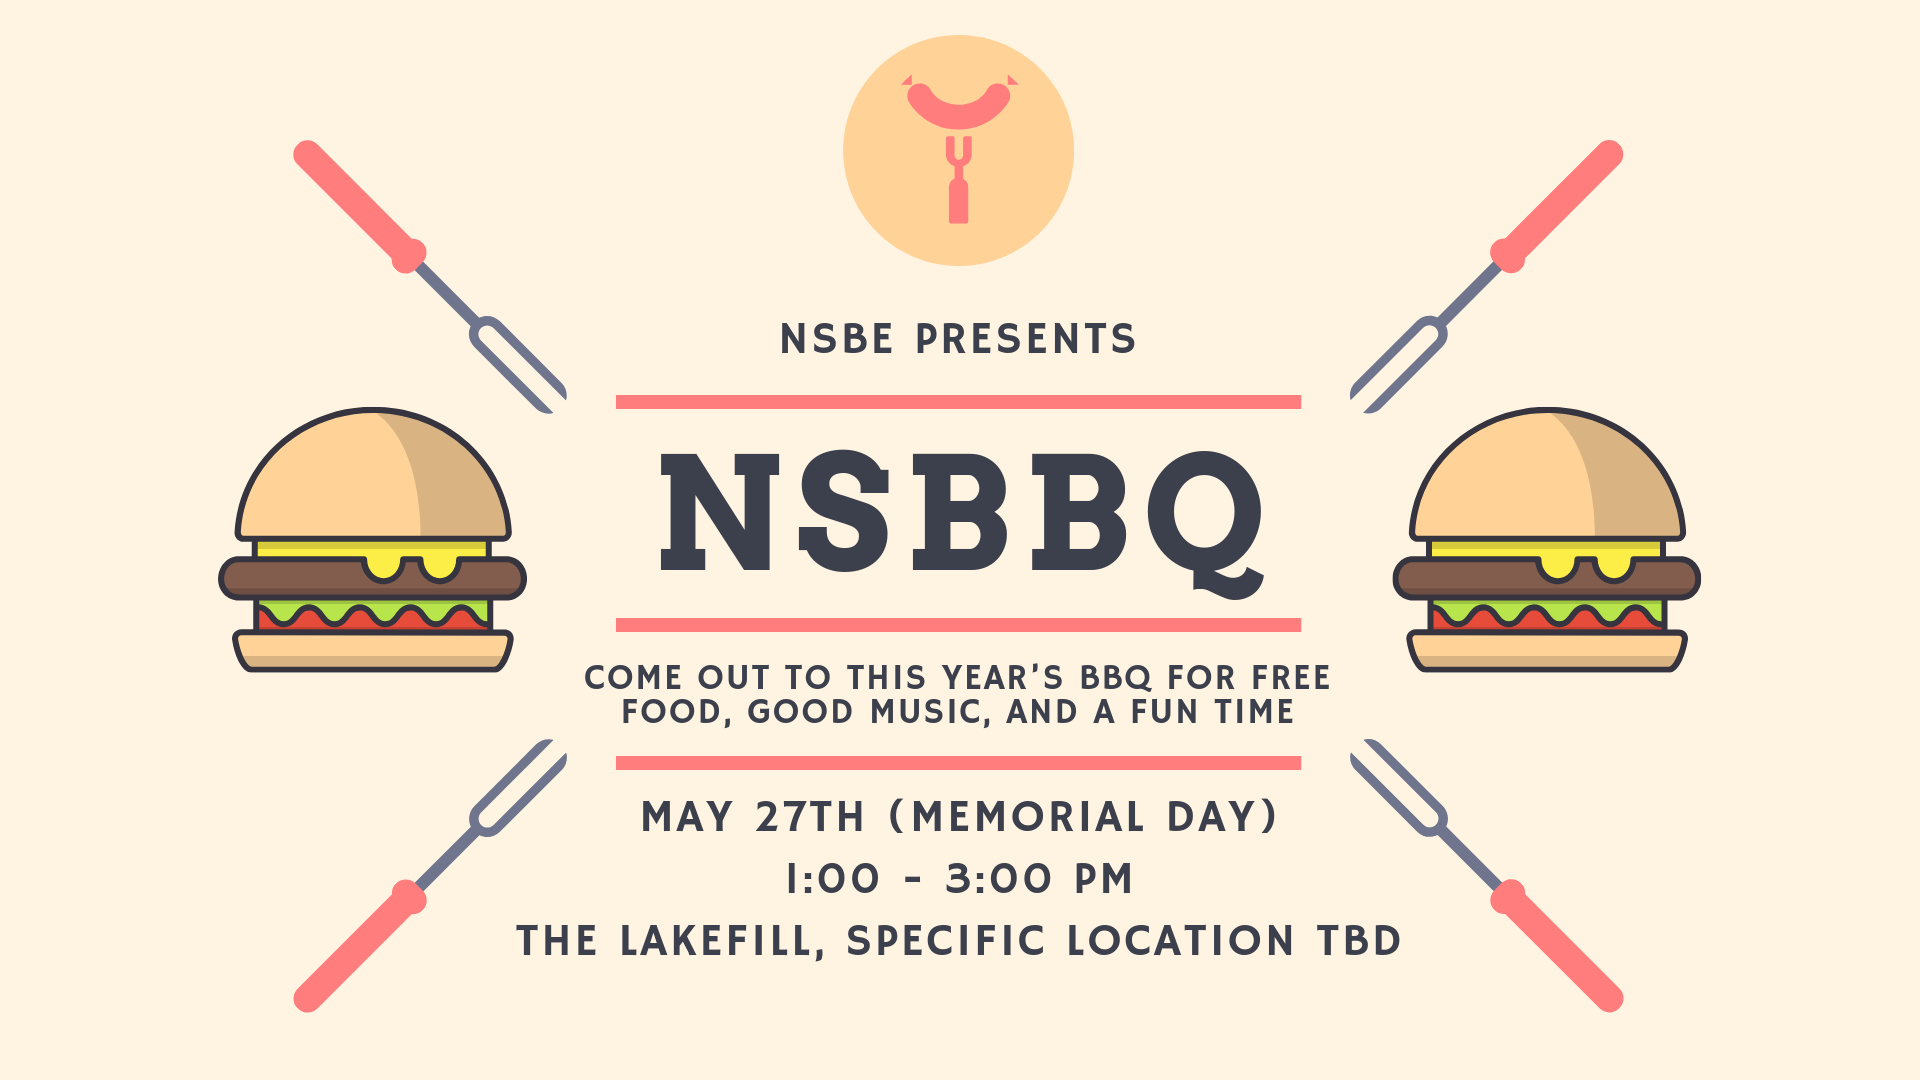 NSBE PRESENTS
NSBBQ
COME OUT TO THIS YEAR'S BBQ FOR FREE
FOOD, GOOD MUSIC, AND A FUN TIME
MAY 27TH (MEMORIAL DAY)
1:00 - 3:00 PM
THE LAKEFILL, SPECIFIC LOCATION TBD